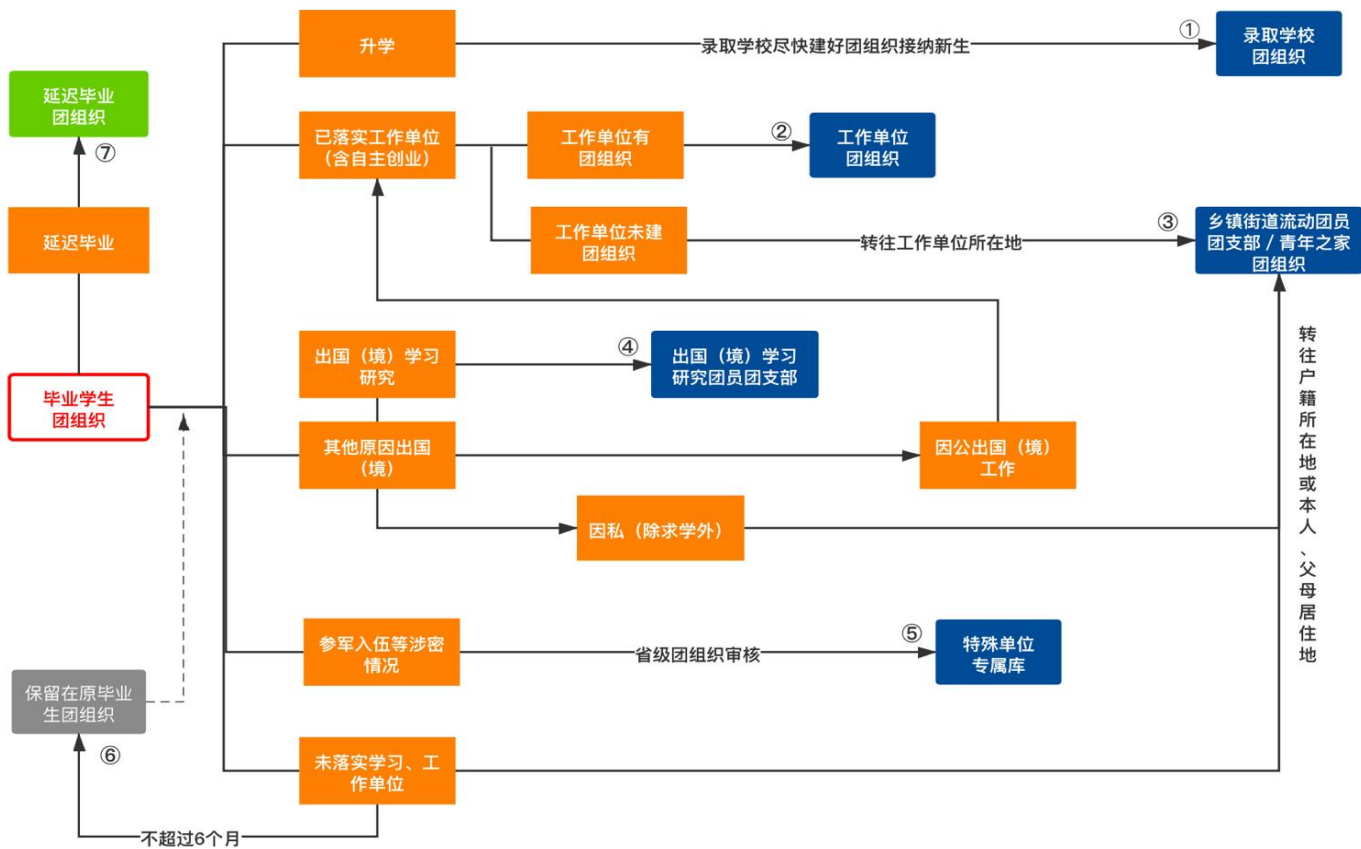 升学
录取学校尽快建好团组织接纳新生
①
录取学校
团组织
延迟毕业
团组织
⑦
延迟毕业
已落实工作单位
（含自主创业）
工作单位有
团组织
②
工作单位
团组织
工作单位未建
团组织
转往工作单位所在地
③
乡镇街道流动团员
团支部 / 青年之家
团组织
出国（境）学习
研究
④
出国（境）学习
研究团员团支部
毕业学生
团组织
其他原因出国
（境）
因公出国（境）
工作
因私（除求学外）
转往户籍所在地或本人、父母居住地
参军入伍等涉密
情况
省级团组织审核
⑤
特殊单位
专属库
保留在原毕业
生团组织
⑥
未落实学习、工
作单位
不超过6个月